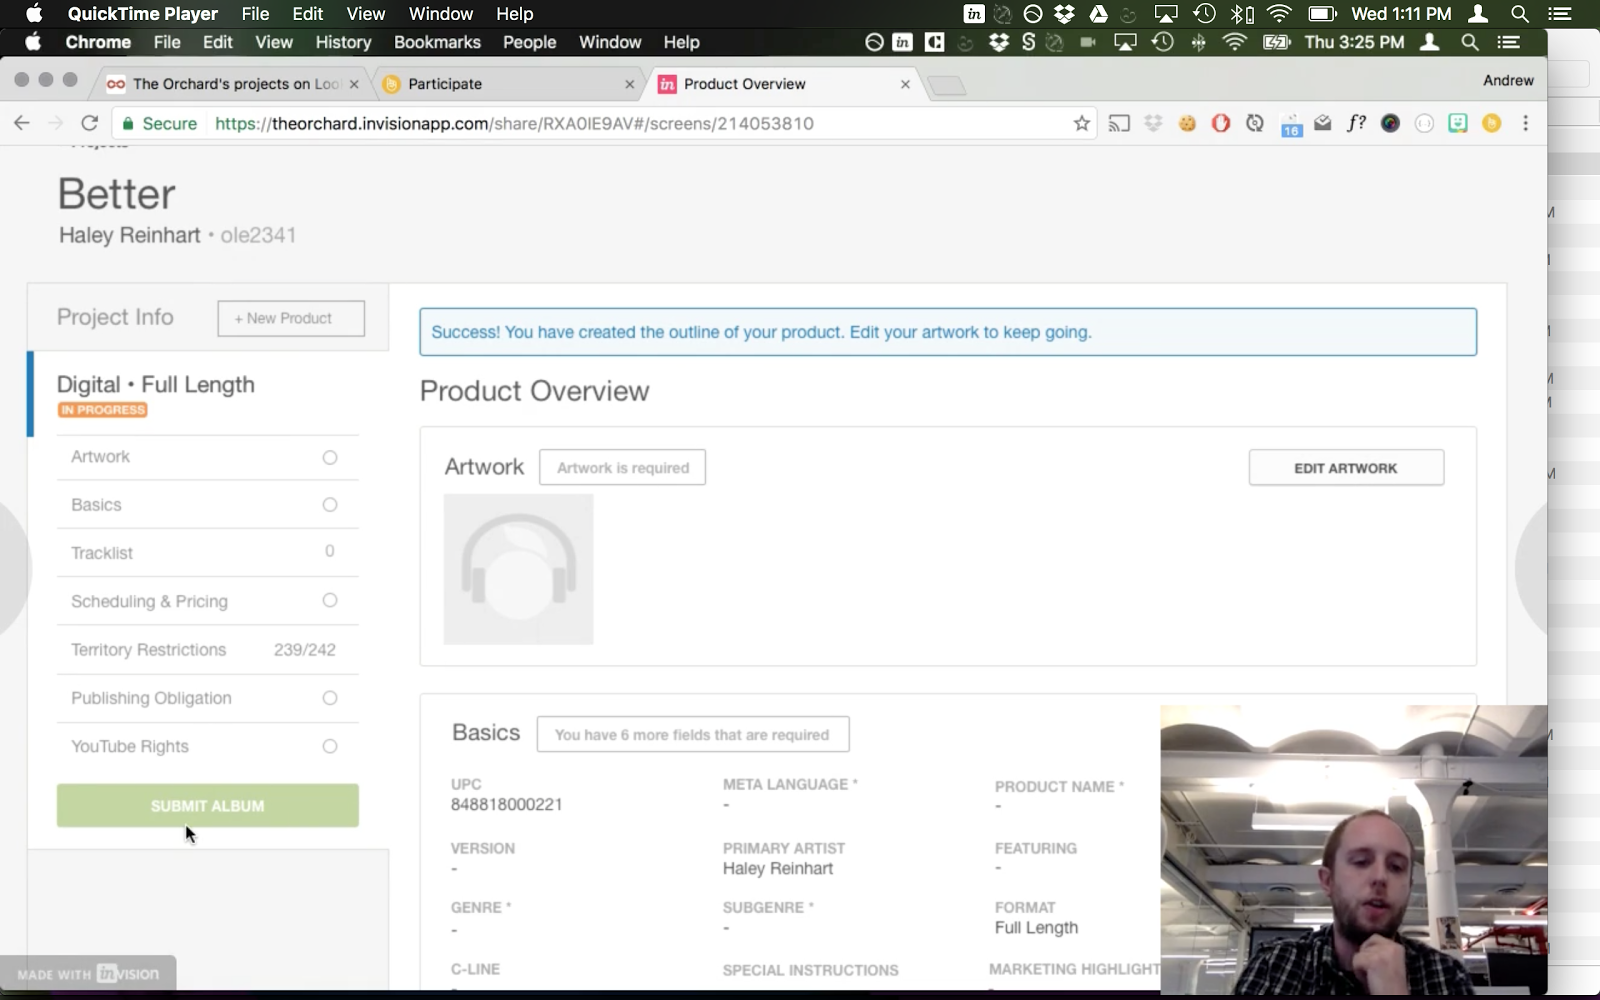 QuickTime Player File Edit View Window Help Wed 1:11 PM
Chrome File Edit View History Bookmarks People Window Help Thu 3:25 PM
The Orchard's projects on Loo
Participate
Product Overview
Andrew
Secure https://theorchard.invisionapp.com/share/RXA0IE9AV#/screens/214053810
16
f?
Better
Haley Reinhart • ole2341
Project Info
+ New Product
Digital • Full Length
IN PROGRESS
Artwork
Basics
Tracklist 0
Scheduling & Pricing
Territory Restrictions 239/242
Publishing Obligation
YouTube Rights
SUBMIT ALBUM
MADE WITH invision
Success! You have created the outline of your product. Edit your artwork to keep going.
Product Overview
Artwork
Artwork is required
EDIT ARTWORK
Basics
You have 6 more fields that are required
UPC
848818000221
META LANGUAGE *
-
PRODUCT NAME *
-
VERSION
-
PRIMARY ARTIST
Haley Reinhart
FEATURING
-
GENRE *
-
SUBGENRE *
-
FORMAT
Full Length
C-LINE
SPECIAL INSTRUCTIONS
MARKETING HIGHLIGHT